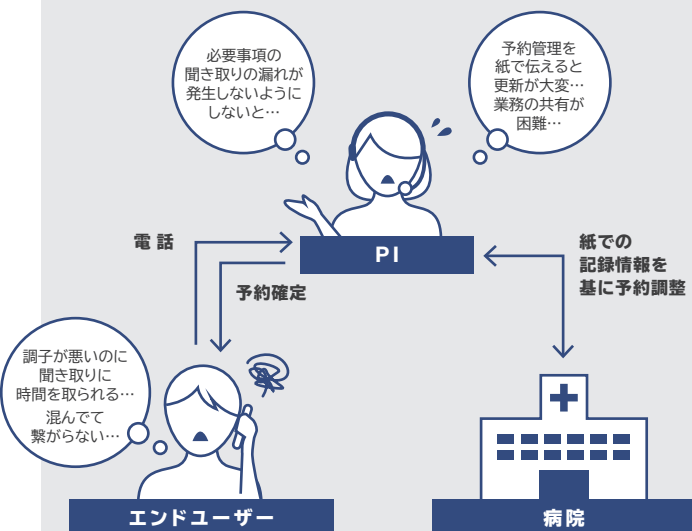 必要事項の
聞き取りの漏れが
発生しないように
しないと…
予約管理を
紙で伝えると
更新が大変…
業務の共有が
困難…
PI
電話
予約確定
紙での
記録情報を
基に予約調整
調子が悪いのに
聞き取りに
時間を取られる…
混んでて
繋がらない…
エンドユーザー
病院